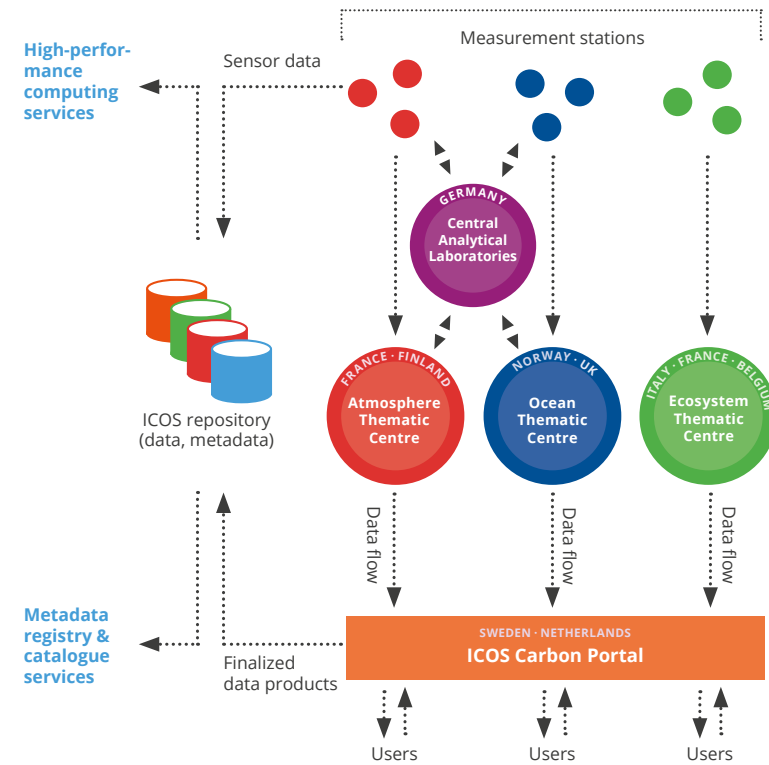 Measurement stations
High-perfor-
mance
computing
services
Sensor data
GERMANY
Central
Analytical
Laboratories
FRANCE · FINLAND
Atmosphere
Thematic
Centre
NORWAY · UK
Ocean
Thematic
Centre
ITALY · FRANCE · BELGIUM
Ecosystem
Thematic
Centre
ICOS repository
(data, metadata)
Data flow
Data flow
Data flow
Metadata
registry &
catalogue
services
Finalized
data products
SWEDEN · NETHERLANDS
ICOS Carbon Portal
Users
Users
Users